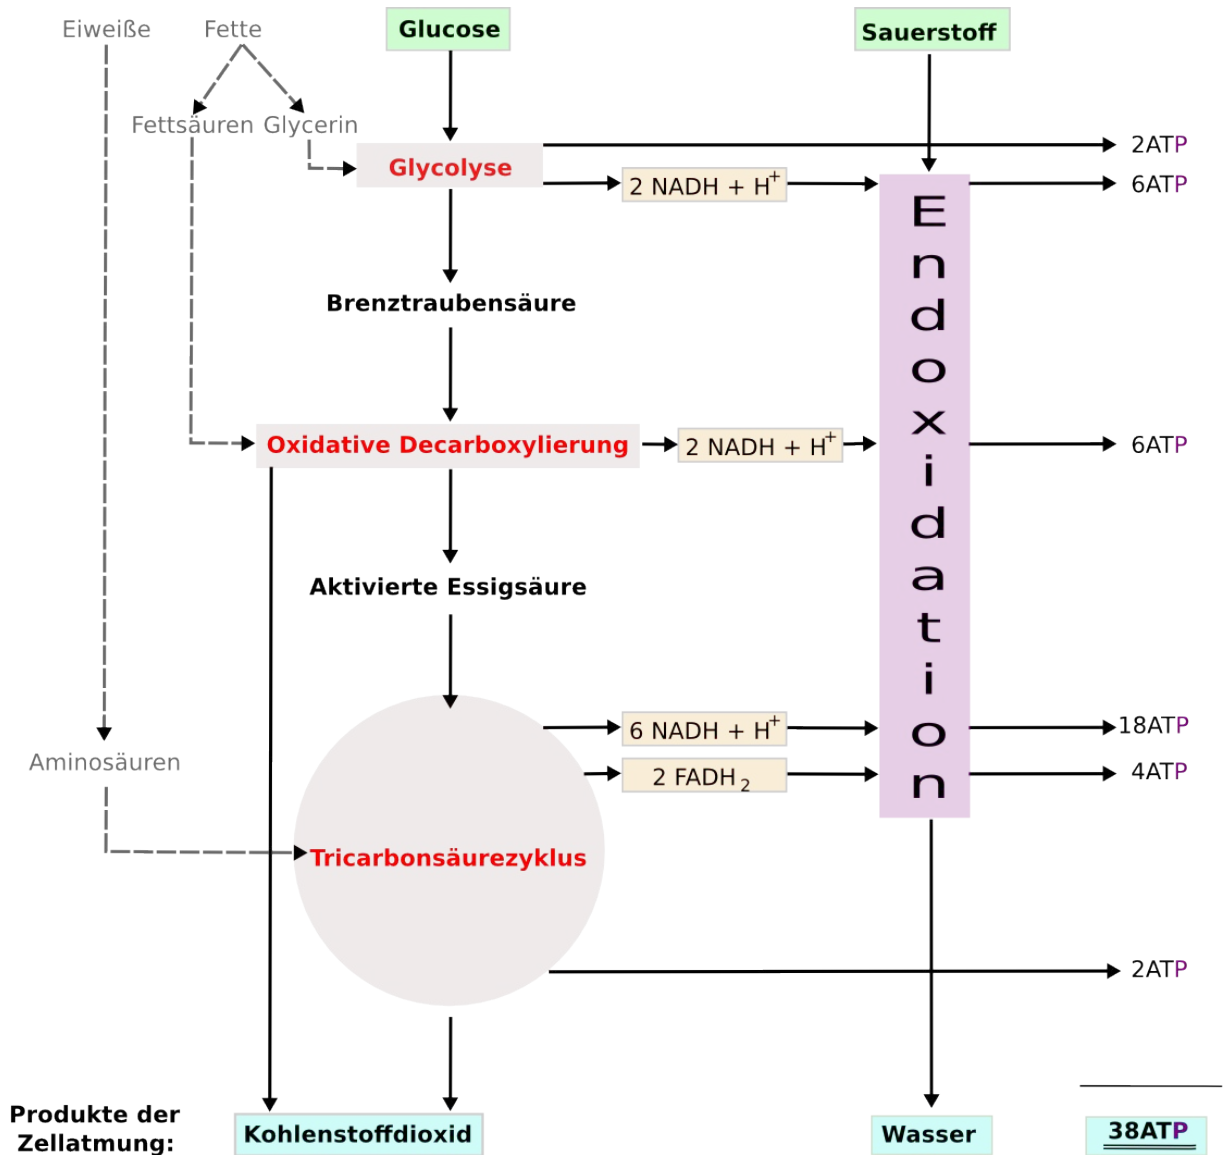 Eiweiße
Fette
Glucose
Sauerstoff
Fettsäuren
Glycerin
Glycolyse
2ATP
2 NADH + H+
6ATP
Endoxidation
Brenztraubensäure
Oxidative Decarboxylierung
2 NADH + H+
6ATP
Aktivierte Essigsäure
6 NADH + H+
18ATP
Aminosäuren
2 FADH2
4ATP
Tricarbonsäurezyklus
2ATP
Produkte der
Zellatmung:
Kohlenstoffdioxid
Wasser
38ATP